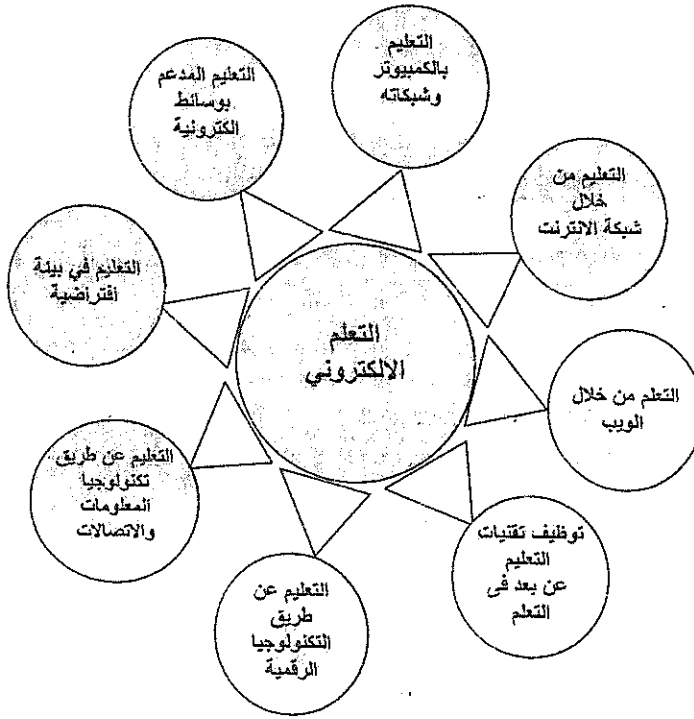 التعليم
بالكمبيوتر
وشبكاته
التعليم من
خلال
شبكة الانترنت
التعلم من خلال
الويب
توظيف تقنيات
التعليم
عن بعد فى
التعلم
التعليم عن
طريق
التكنولوجيا
الرقمية
التعليم عن طريق
تكنولوجيا
المعلومات
والاتصالات
التعليم في بيئة
افتراضية
التعليم المدعم
بوسائط
الكترونية
التعلم
الالكتروني